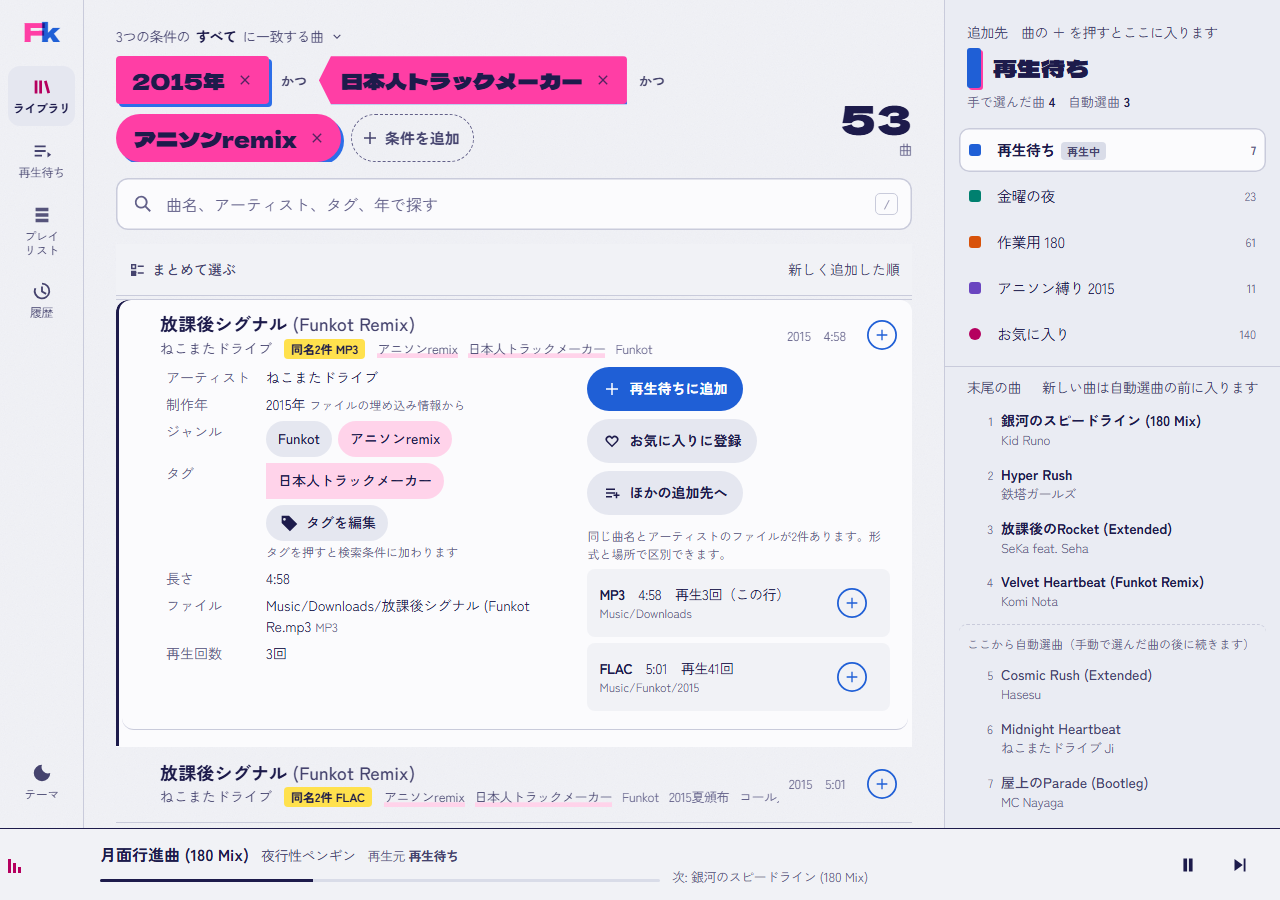 Fk
ライブラリ
再生待ち
プレイ
リスト
履歴
テーマ
3つの条件の すべて に一致する曲
2015年 × かつ 日本人トラックメーカー × かつ
アニソンremix × + 条件を追加
53
曲
曲名、アーティスト、タグ、年で探す /
まとめて選ぶ 新しく追加した順
放課後シグナル (Funkot Remix)
2015 4:58
ねこまたドライブ 同名2件 MP3 アニソンremix 日本人トラックメーカー Funkot
アーティスト ねこまたドライブ
制作年 2015年 ファイルの埋め込み情報から
ジャンル Funkot アニソンremix
タグ 日本人トラックメーカー
タグを編集
タグを押すと検索条件に加わります
長さ 4:58
ファイル Music/Downloads/放課後シグナル (Funkot
Re.mp3 MP3
再生回数 3回
+ 再生待ちに追加
お気に入りに登録
ほかの追加先へ
同じ曲名とアーティストのファイルが2件あります。形
式と場所で区別できます。
MP3 4:58 再生3回（この行）
Music/Downloads
FLAC 5:01 再生41回
Music/Funkot/2015
放課後シグナル (Funkot Remix)
2015 5:01
ねこまたドライブ 同名2件 FLAC アニソンremix 日本人トラックメーカー Funkot 2015夏頒布 コール,
追加先 曲の + を押すとここに入ります
再生待ち
手で選んだ曲 4 自動選曲 3
再生待ち 再生中 7
金曜の夜 23
作業用 180 61
アニソン縛り 2015 11
お気に入り 140
末尾の曲 新しい曲は自動選曲の前に入ります
1 銀河のスピードライン (180 Mix)
Kid Runo
2 Hyper Rush
鉄塔ガールズ
3 放課後のRocket (Extended)
SeKa feat. Seha
4 Velvet Heartbeat (Funkot Remix)
Komi Nota
ここから自動選曲（手動で選んだ曲の後に続きます）
5 Cosmic Rush (Extended)
Hasesu
6 Midnight Heartbeat
ねこまたドライブ Ji
7 屋上のParade (Bootleg)
MC Nayaga
月面行進曲 (180 Mix) 夜行性ペンギン 再生元 再生待ち
次: 銀河のスピードライン (180 Mix)